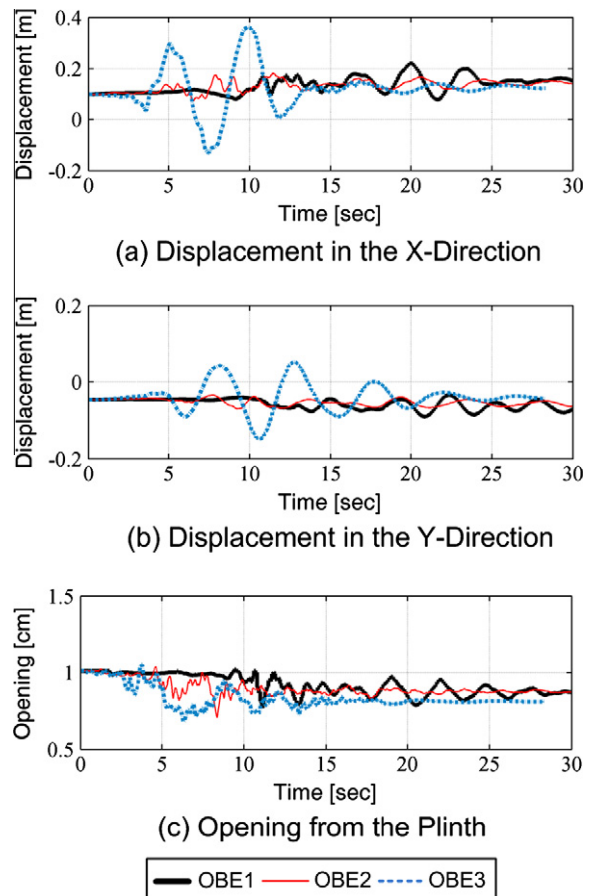 Displacement [m]
0.4
0.2
0
-0.2
0 5 10 15 20 25 30
Time [sec]
(a) Displacement in the X-Direction
Displacement [m]
0.2
0
-0.2
0 5 10 15 20 25 30
Time [sec]
(b) Displacement in the Y-Direction
Opening [cm]
1.5
1
0.5
0 5 10 15 20 25 30
Time [sec]
(c) Opening from the Plinth
OBE1 OBE2 OBE3